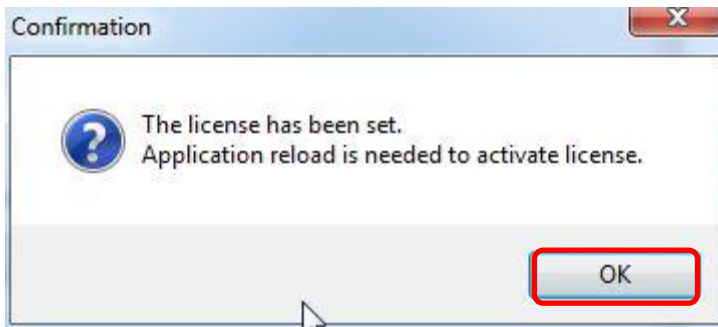 Confirmation
The license has been set.
Application reload is needed to activate license.
OK